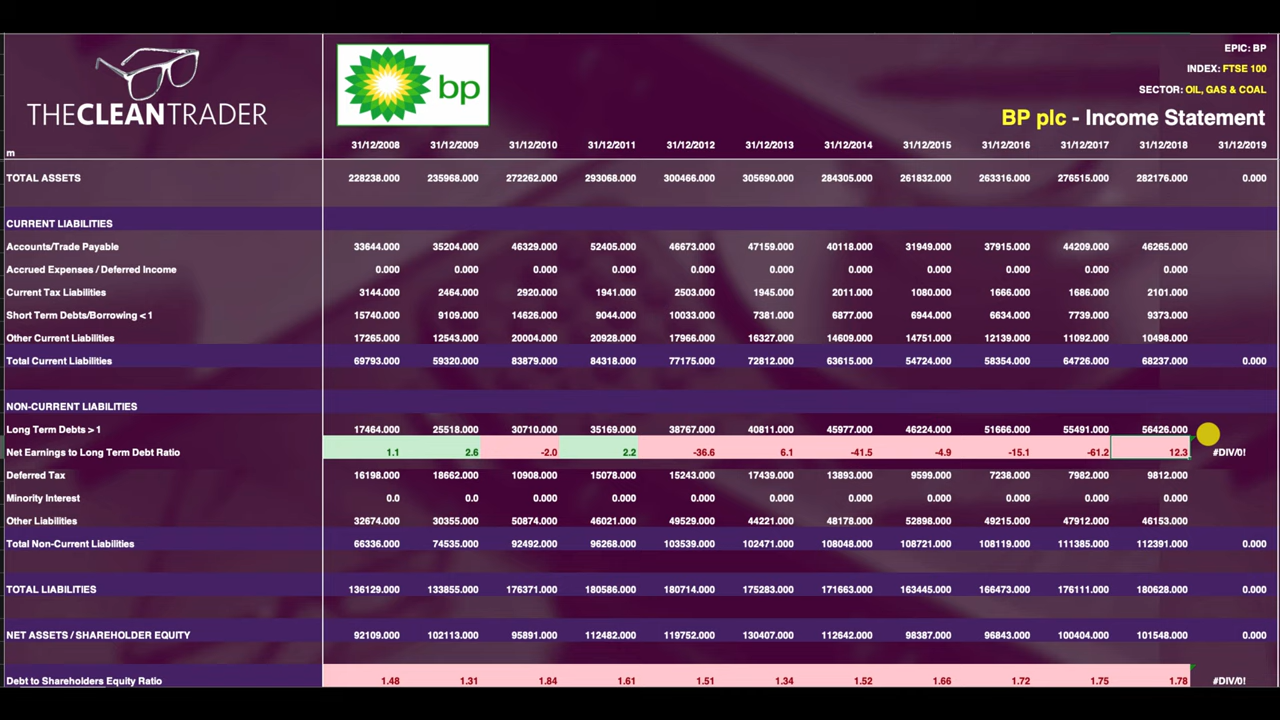 THECLEANTRADER
bp
EPIC: BP
INDEX: FTSE 100
SECTOR: OIL, GAS & COAL
BP plc - Income Statement
m 31/12/2008 31/12/2009 31/12/2010 31/12/2011 31/12/2012 31/12/2013 31/12/2014 31/12/2015 31/12/2016 31/12/2017 31/12/2018 31/12/2019
TOTAL ASSETS 228238.000 235968.000 272262.000 293068.000 300466.000 305690.000 284305.000 261832.000 263316.000 276515.000 282176.000 0.000
CURRENT LIABILITIES
Accounts/Trade Payable 33644.000 35204.000 46329.000 52405.000 46673.000 47159.000 40118.000 31949.000 37915.000 44209.000 46265.000
Accrued Expenses / Deferred Income 0.000 0.000 0.000 0.000 0.000 0.000 0.000 0.000 0.000 0.000 0.000
Current Tax Liabilities 3144.000 2464.000 2920.000 1941.000 2503.000 1945.000 2011.000 1080.000 1666.000 1686.000 2101.000
Short Term Debts/Borrowing < 1 15740.000 9109.000 14626.000 9044.000 10033.000 7381.000 6877.000 6944.000 6634.000 7739.000 9373.000
Other Current Liabilities 17265.000 12543.000 20004.000 20928.000 17966.000 16327.000 14609.000 14751.000 12139.000 11092.000 10498.000
Total Current Liabilities 69793.000 59320.000 83879.000 84318.000 77175.000 72812.000 63615.000 54724.000 58354.000 64726.000 68237.000 0.000
NON-CURRENT LIABILITIES
Long Term Debts > 1 17464.000 25518.000 30710.000 35169.000 38767.000 40811.000 45977.000 46224.000 51666.000 55491.000 56426.000
Net Earnings to Long Term Debt Ratio 1.1 2.6 -2.0 2.2 -36.6 6.1 -41.5 -4.9 -15.1 -61.2 12.3 #DIV/0!
Deferred Tax 16198.000 18662.000 10908.000 15078.000 15243.000 17439.000 13893.000 9599.000 7238.000 7982.000 9812.000
Minority Interest 0.0 0.0 0.000 0.000 0.000 0.000 0.000 0.000 0.000 0.000 0.000
Other Liabilities 32674.000 30355.000 50874.000 46021.000 49529.000 44221.000 48178.000 52898.000 49215.000 47912.000 46153.000
Total Non-Current Liabilities 66336.000 74535.000 92492.000 96268.000 103539.000 102471.000 108048.000 108721.000 108119.000 111385.000 112391.000 0.000
TOTAL LIABILITIES 136129.000 133855.000 176371.000 180586.000 180714.000 175283.000 171663.000 163445.000 166473.000 176111.000 180628.000 0.000
NET ASSETS / SHAREHOLDER EQUITY 92109.000 102113.000 95891.000 112482.000 119752.000 130407.000 112642.000 98387.000 96843.000 100404.000 101548.000 0.000
Debt to Shareholders Equity Ratio 1.48 1.31 1.84 1.61 1.51 1.34 1.52 1.66 1.72 1.75 1.78 #DIV/0!